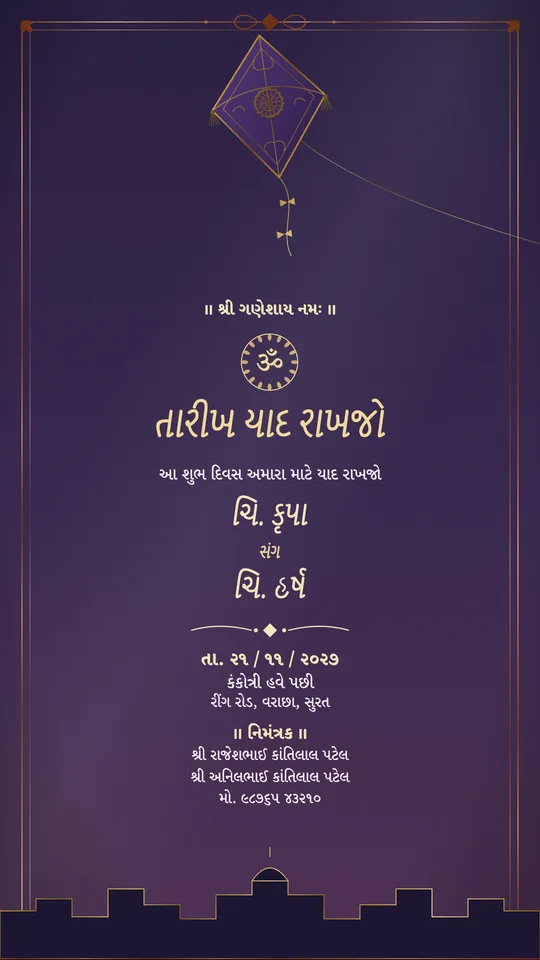 ॥ શ્રી ગણેશાય નમઃ ॥
ૐ
તારીખ યાદ રાખજો
આ શુભ દિવસ અમારા માટે યાદ રાખજો
ચિ. કૃપા
સંગ
ચિ. હર્ષ
તા. ૨૧ / ૧૧ / ૨૦૨૭
કંકોત્રી હવે પછી
રીંગ રોડ, વરાછા, સુરત
॥ નિમંત્રક ॥
શ્રી રાજેશભાઈ કાંતિલાલ પટેલ
શ્રી અનિલભાઈ કાંતિલાલ પટેલ
મો. ૯૮૭૬૫ ૪૩૨૧૦